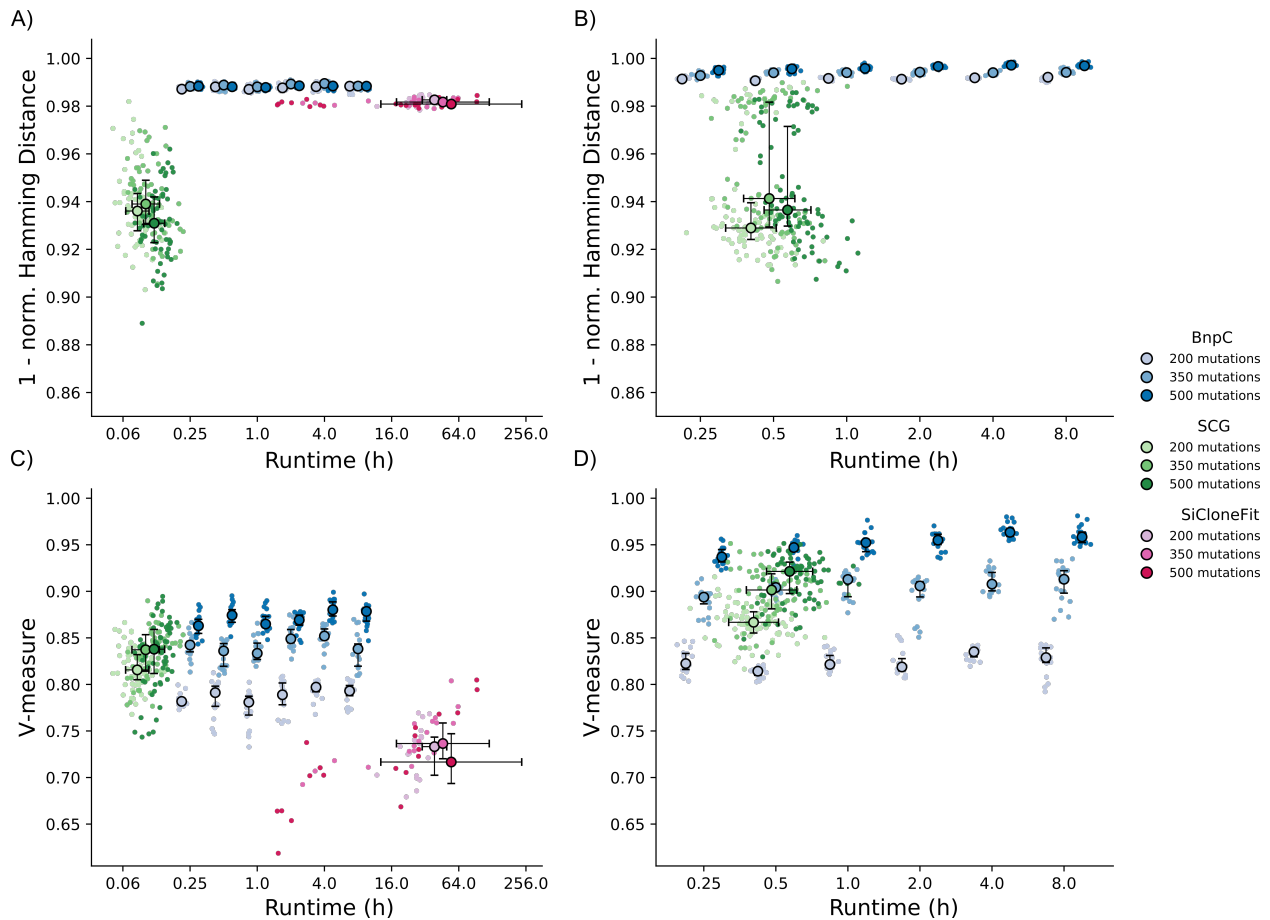 A)
1.00
0.98
0.96
0.94
0.92
0.90
0.88
0.86
1 - norm. Hamming Distance
0.06 0.25 1.0 4.0 16.0 64.0 256.0
Runtime (h)
B)
1.00
0.98
0.96
0.94
0.92
0.90
0.88
0.86
1 - norm. Hamming Distance
0.25 0.5 1.0 2.0 4.0 8.0
Runtime (h)
BnpC
200 mutations
350 mutations
500 mutations
SCG
200 mutations
350 mutations
500 mutations
SiCloneFit
200 mutations
350 mutations
500 mutations
C)
1.00
0.95
0.90
0.85
0.80
0.75
0.70
0.65
V-measure
0.06 0.25 1.0 4.0 16.0 64.0 256.0
Runtime (h)
D)
1.00
0.95
0.90
0.85
0.80
0.75
0.70
0.65
V-measure
0.25 0.5 1.0 2.0 4.0 8.0
Runtime (h)